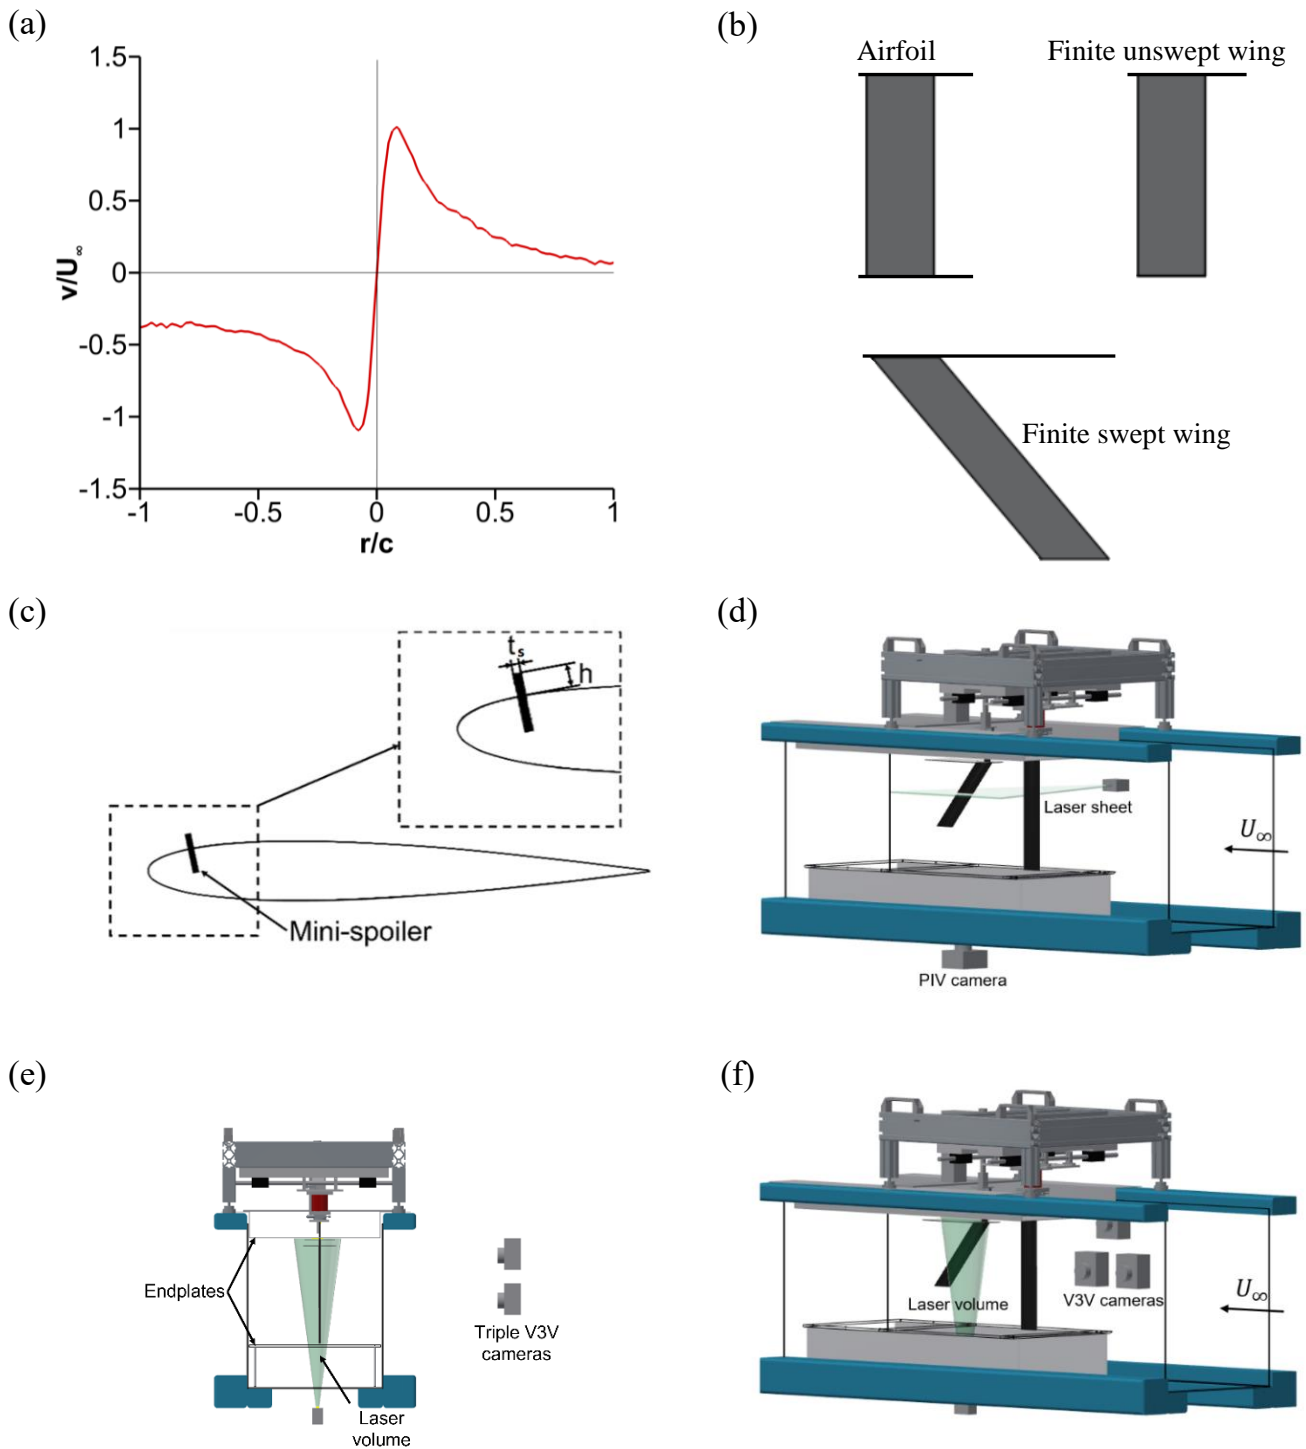 (a)
1.5
1
0.5
0
-0.5
-1
-1.5
v/U∞
-1
-0.5
0
0.5
1
r/c
(b)
Airfoil
Finite unswept wing
Finite swept wing
(c)
ts
h
Mini-spoiler
(d)
Laser sheet
U∞
PIV camera
(e)
Endplates
Triple V3V
cameras
Laser
volume
(f)
Laser volume
V3V cameras
U∞